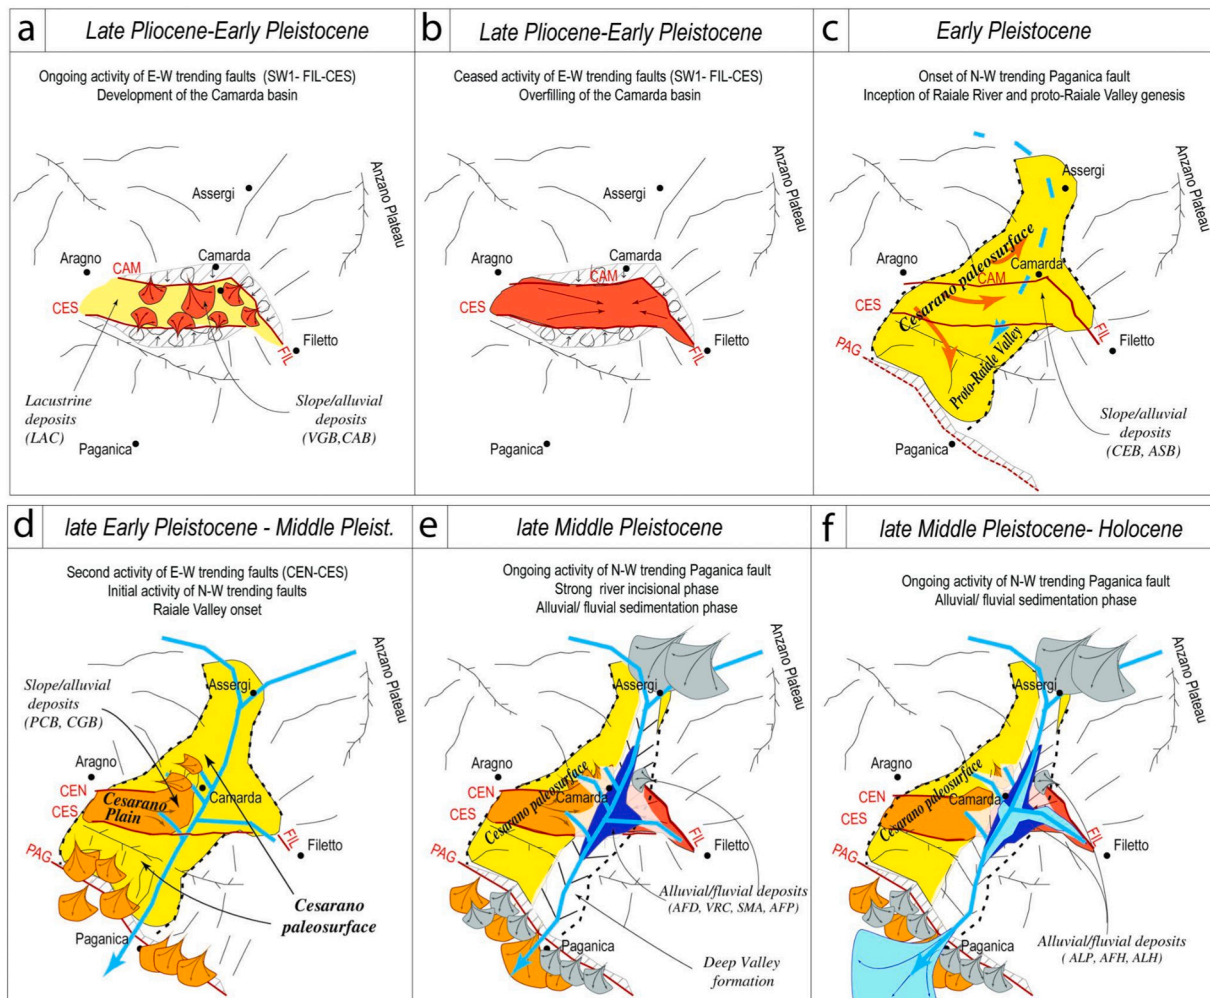 a
Late Pliocene-Early Pleistocene
Ongoing activity of E-W trending faults (SW1- FIL-CES)
Development of the Camarda basin
Assergi
Anzano Plateau
Aragno
CAM
Camarda
CES
FIL
Filetto
Lacustrine
deposits
(LAC)
Slope/alluvial
deposits
(VGB,CAB)
Paganica
b
Late Pliocene-Early Pleistocene
Ceased activity of E-W trending faults (SW1- FIL-CES)
Overfilling of the Camarda basin
Assergi
Anzano Plateau
Aragno
Camarda
CAM
CES
FIL
Filetto
Paganica
c
Early Pleistocene
Onset of N-W trending Paganica fault
Inception of Raiale River and proto-Raiale Valley genesis
Assergi
Anzano Plateau
Cesarano paleosurface
Aragno
Camarda
CAM
CES
PAG
FIL
Filetto
Proto-Raiale Valley
Slope/alluvial
deposits
(CEB, ASB)
Paganica
d
late Early Pleistocene - Middle Pleist.
Second activity of E-W trending faults (CEN-CES)
Initial activity of N-W trending faults
Raiale Valley onset
Anzano Plateau
Slope/alluvial
deposits
(PCB, CGB)
Assergi
Aragno
CEN
Camarda
CES
Cesarano
Plain
PAG
FIL
Filetto
Cesarano
paleosurface
Paganica
e
late Middle Pleistocene
Ongoing activity of N-W trending Paganica fault
Strong river incisional phase
Alluvial/ fluvial sedimentation phase
Anzano Plateau
Assergi
Aragno
CEN
Camarda
CES
Cesarano paleosurface
PAG
FIL
Filetto
Alluvial/fluvial deposits
(AFD, VRC, SMA, AFP)
Paganica
Deep Valley
formation
f
late Middle Pleistocene- Holocene
Ongoing activity of N-W trending Paganica fault
Alluvial/ fluvial sedimentation phase
Anzano Plateau
Assergi
Aragno
CEN
Camarda
CES
Cesarano paleosurface
PAG
FIL
Filetto
Paganica
Alluvial/fluvial deposits
( ALP, AFH, ALH)